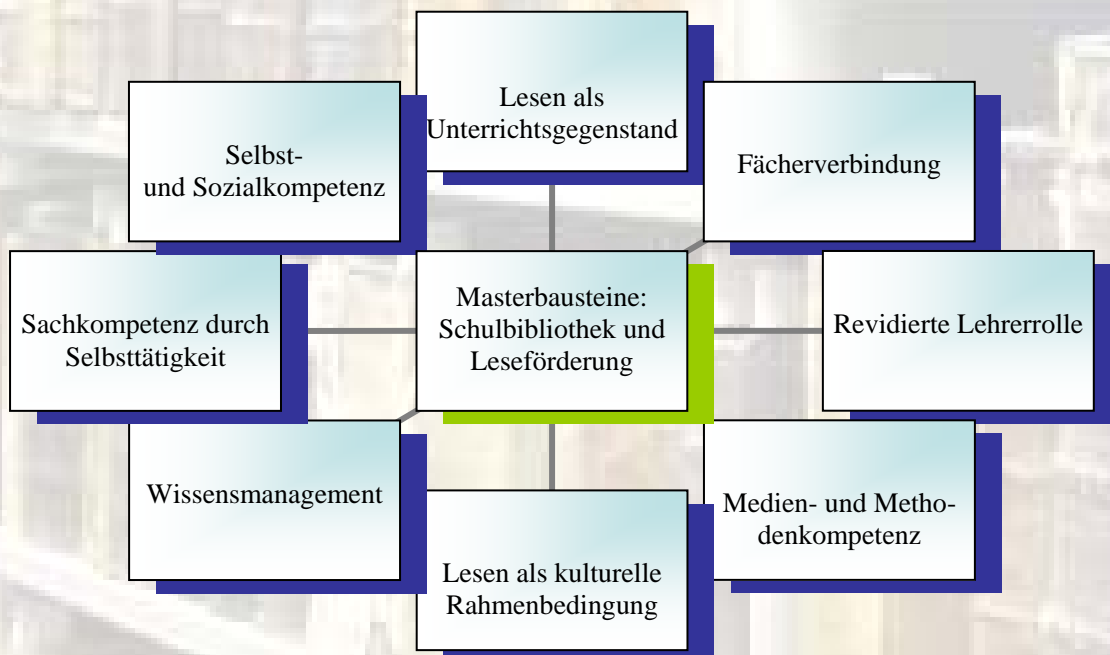 Lesen als
Unterrichtsgegenstand
Selbst-
und Sozialkompetenz
Fächerverbindung
Sachkompetenz durch
Selbsttätigkeit
Masterbausteine:
Schulbibliothek und
Leseförderung
Revidierte Lehrerrolle
Wissensmanagement
Medien- und Metho-
denkompetenz
Lesen als kulturelle
Rahmenbedingung